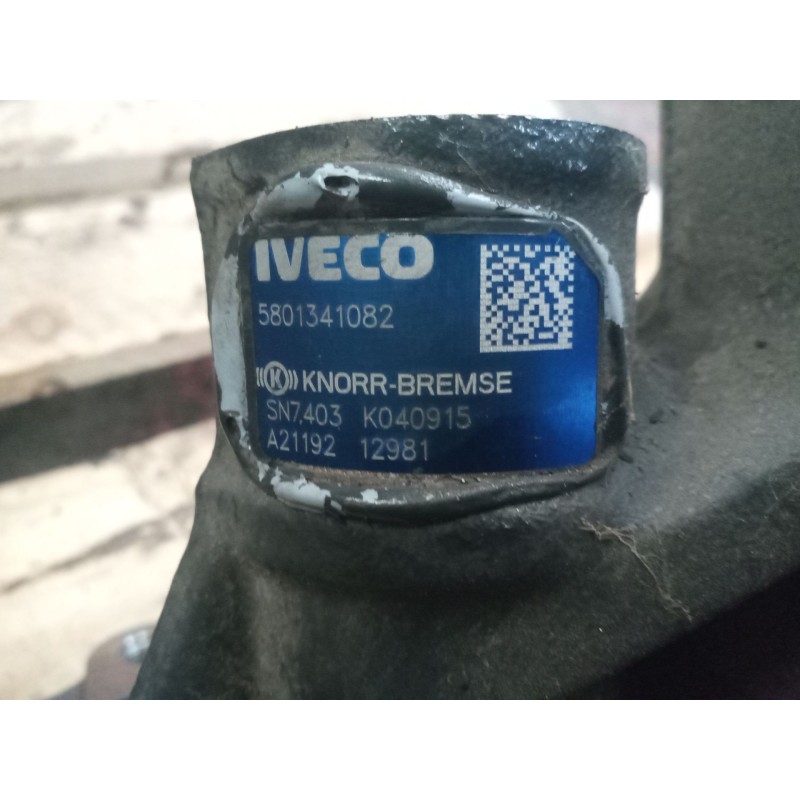 IVECO
5801341082
((K)) KNORR-BREMSE
SN7,403 K040915
A21192 12981